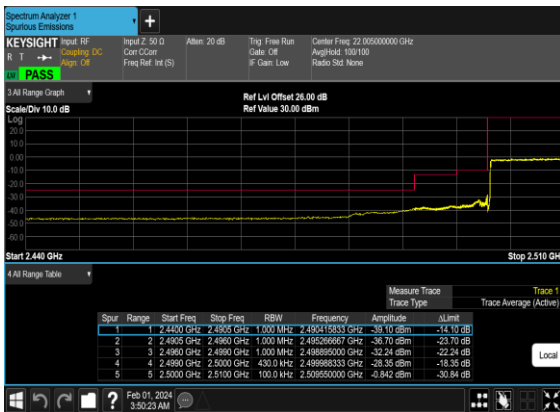 Spectrum Analyzer 1
Spurious Emissions
KEYSIGHT
R T
LW PASS
Input: RF
Coupling: DC
Align: Off
Input Z: 50 Ω
Corr CCorr
Freq Ref: Int (S)
Atten: 20 dB
Trig: Free Run
Gate: Off
IF Gain: Low
Center Freq: 22.005000000 GHz
Avg|Hold: 100/100
Radio Std: None
3 All Range Graph
Scale/Div 10.0 dB
Ref Lvl Offset 26.00 dB
Ref Value 30.00 dBm
Log
20.0
10.0
0.00
-10.0
-20.0
-30.0
-40.0
-50.0
-60.0
Start 2.440 GHz
Stop 2.510 GH
4 All Range Table
Measure Trace Trace 1
Trace Type Trace Average (Active)
Spur Range Start Freq Stop Freq RBW Frequency Amplitude ΔLimit
1 1 2.4400 GHz 2.4905 GHz 1.000 MHz 2.490415833 GHz -39.10 dBm -14.10 dB
2 2 2.4905 GHz 2.4960 GHz 1.000 MHz 2.495266667 GHz -36.70 dBm -23.70 dB
3 3 2.4960 GHz 2.4990 GHz 1.000 MHz 2.498895000 GHz -32.24 dBm -22.24 dB
4 4 2.4990 GHz 2.5000 GHz 430.0 kHz 2.499988333 GHz -28.35 dBm -18.35 dB
5 5 2.5000 GHz 2.5100 GHz 100.0 kHz 2.509550000 GHz -0.842 dBm -30.84 dB
Local
Feb 01, 2024
3:50:23 AM